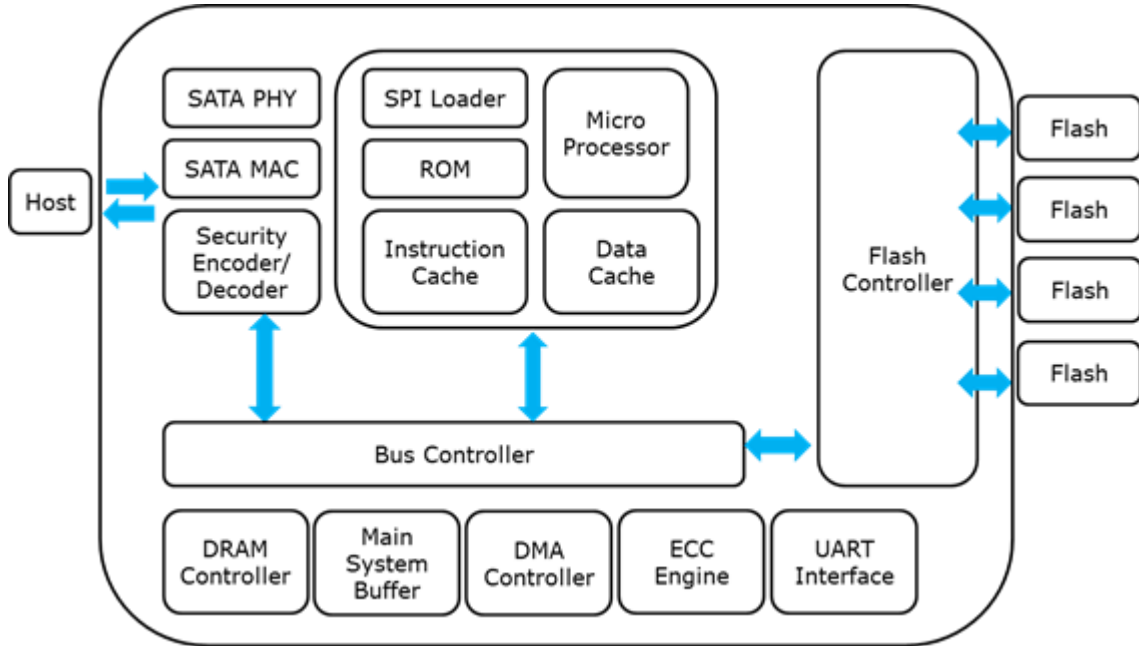 Host
SATA PHY
SATA MAC
Security
Encoder/
Decoder
SPI Loader
ROM
Instruction
Cache
Micro
Processor
Data
Cache
Flash
Controller
Flash
Flash
Flash
Flash
Bus Controller
DRAM
Controller
Main
System
Buffer
DMA
Controller
ECC
Engine
UART
Interface